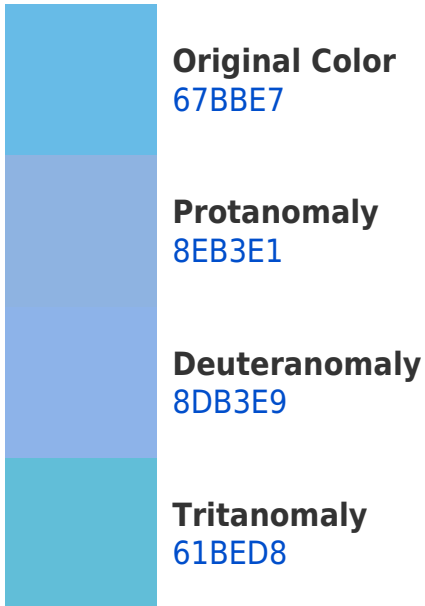 Original Color
67BBE7
Protanomaly
8EB3E1
Deuteranomaly
8DB3E9
Tritanomaly
61BED8